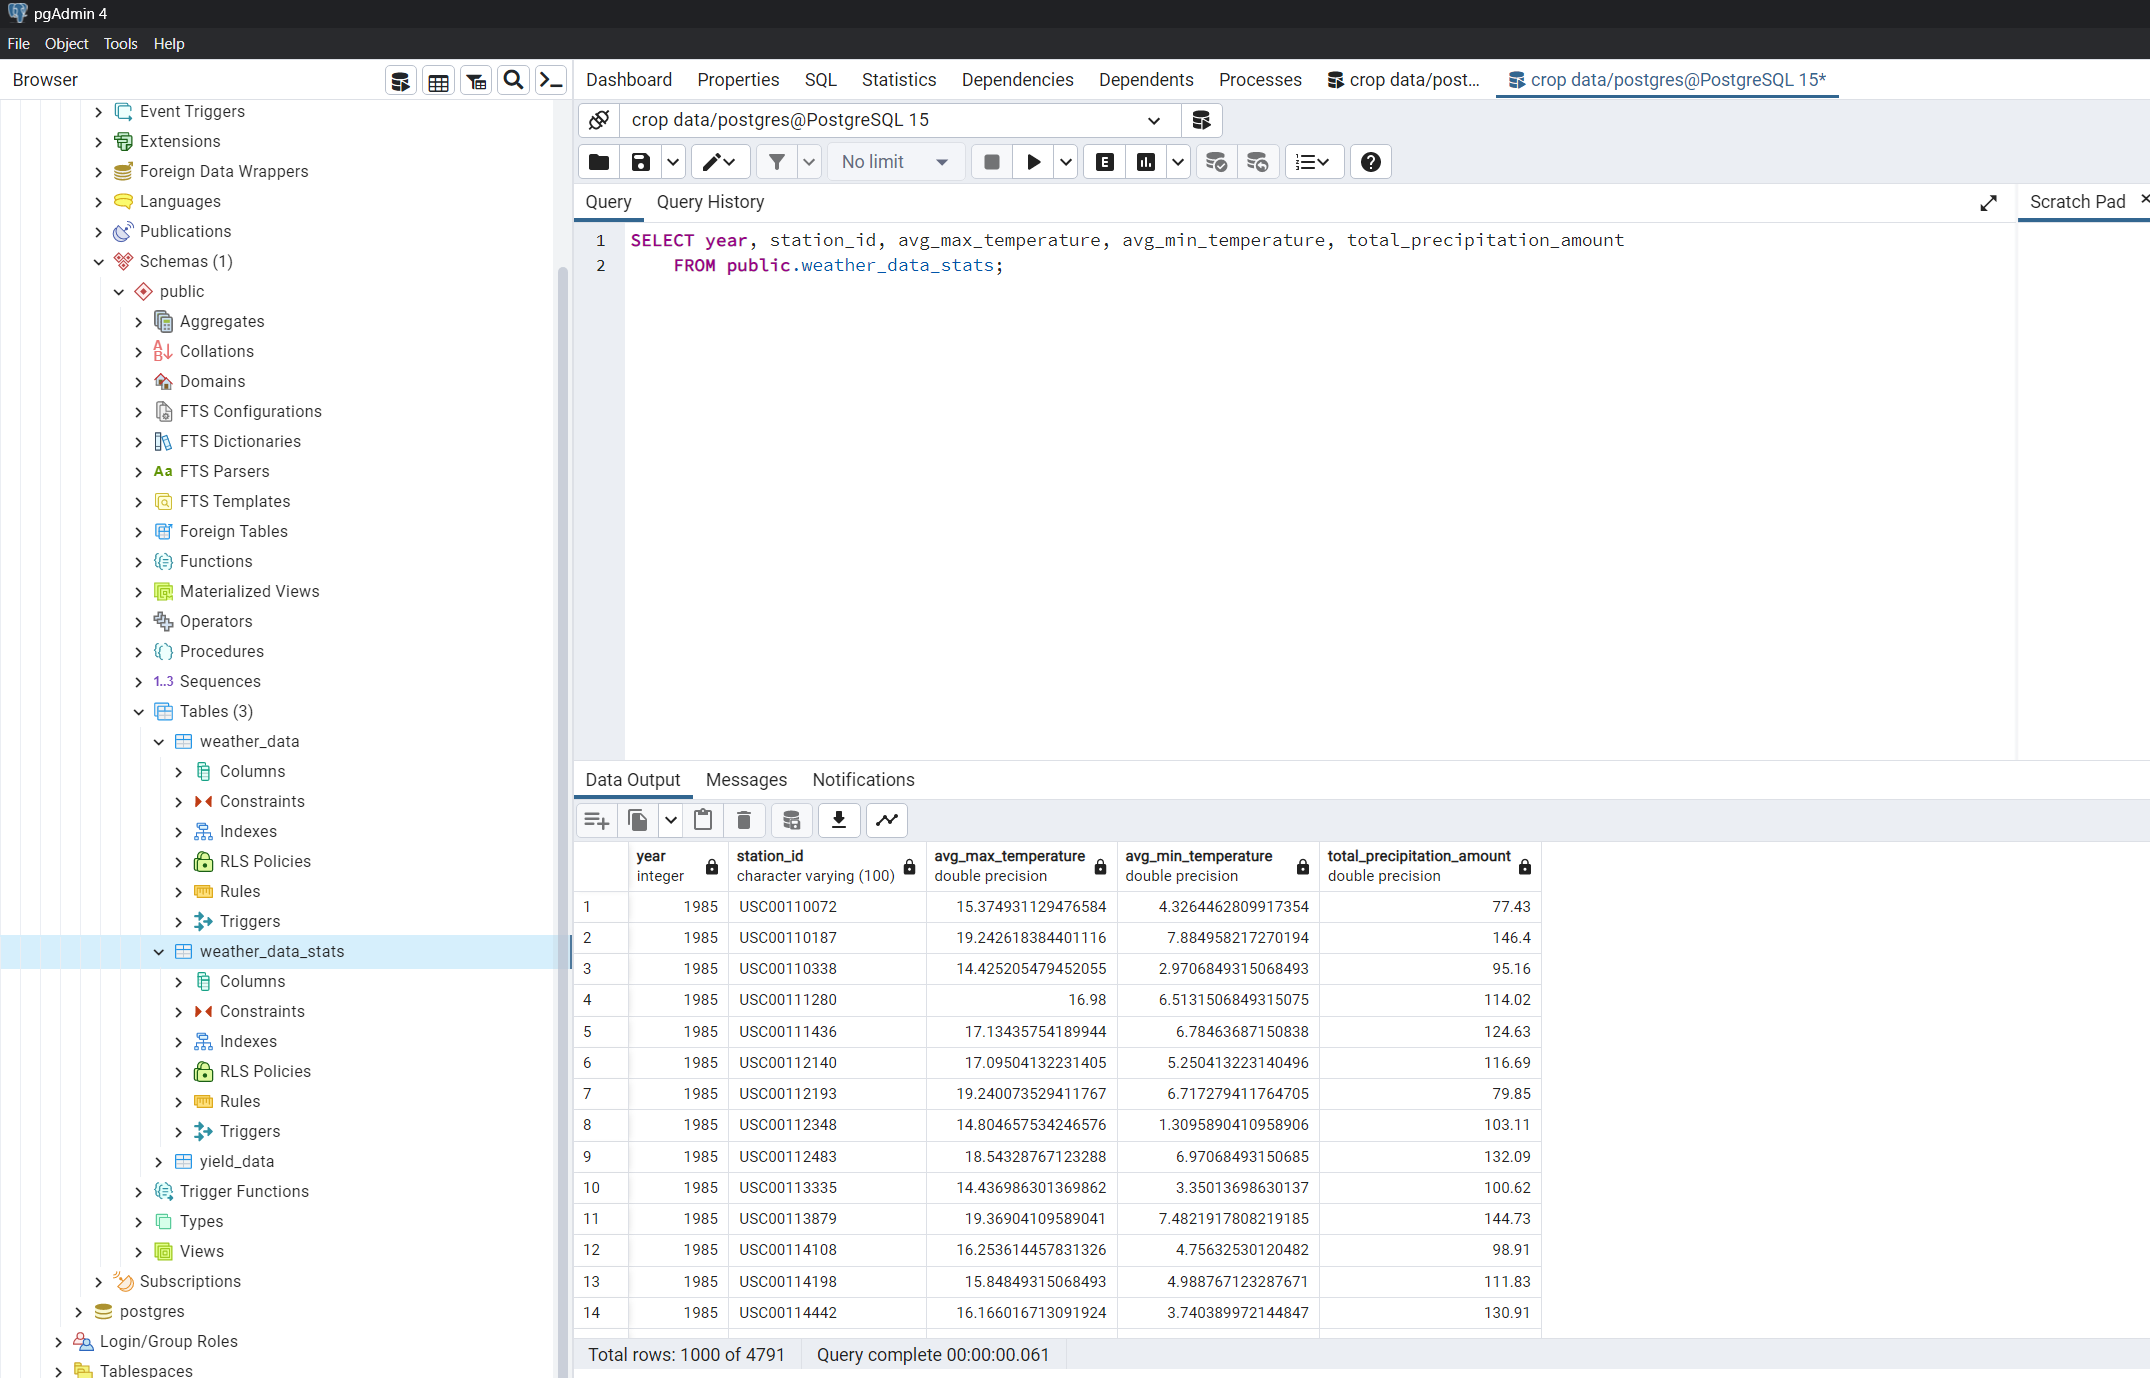 pgAdmin 4
File Object Tools Help
Browser
Event Triggers
Extensions
Foreign Data Wrappers
Languages
Publications
Schemas (1)
public
Aggregates
Collations
Domains
FTS Configurations
FTS Dictionaries
Aa FTS Parsers
FTS Templates
Foreign Tables
Functions
Materialized Views
Operators
Procedures
1..3 Sequences
Tables (3)
weather_data
Columns
Constraints
Indexes
RLS Policies
Rules
Triggers
weather_data_stats
Columns
Constraints
Indexes
RLS Policies
Rules
Triggers
yield_data
Trigger Functions
Types
Views
Subscriptions
postgres
Login/Group Roles
Tablespaces
Dashboard Properties SQL Statistics Dependencies Dependents Processes crop data/post... crop data/postgres@PostgreSQL 15*
crop data/postgres@PostgreSQL 15
No limit E
Query Query History Scratch Pad
1 SELECT year, station_id, avg_max_temperature, avg_min_temperature, total_precipitation_amount
2 FROM public.weather_data_stats;
Data Output Messages Notifications
year station_id avg_max_temperature avg_min_temperature total_precipitation_amount
integer character varying (100) double precision double precision double precision
1 1985 USC00110072 15.374931129476584 4.3264462809917354 77.43
2 1985 USC00110187 19.242618384401116 7.884958217270194 146.4
3 1985 USC00110338 14.425205479452055 2.9706849315068493 95.16
4 1985 USC00111280 16.98 6.5131506849315075 114.02
5 1985 USC00111436 17.13435754189944 6.78463687150838 124.63
6 1985 USC00112140 17.09504132231405 5.250413223140496 116.69
7 1985 USC00112193 19.240073529411767 6.717279411764705 79.85
8 1985 USC00112348 14.804657534246576 1.3095890410958906 103.11
9 1985 USC00112483 18.54328767123288 6.97068493150685 132.09
10 1985 USC00113335 14.436986301369862 3.35013698630137 100.62
11 1985 USC00113879 19.36904109589041 7.4821917808219185 144.73
12 1985 USC00114108 16.253614457831326 4.75632530120482 98.91
13 1985 USC00114198 15.84849315068493 4.988767123287671 111.83
14 1985 USC00114442 16.166016713091924 3.740389972144847 130.91
Total rows: 1000 of 4791 Query complete 00:00:00.061